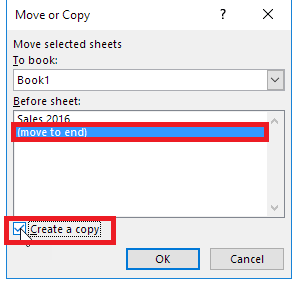 Move or Copy
Move selected sheets
To book:
Book1
Before sheet:
Sales 2016
(move to end)
Create a copy
OK
Cancel